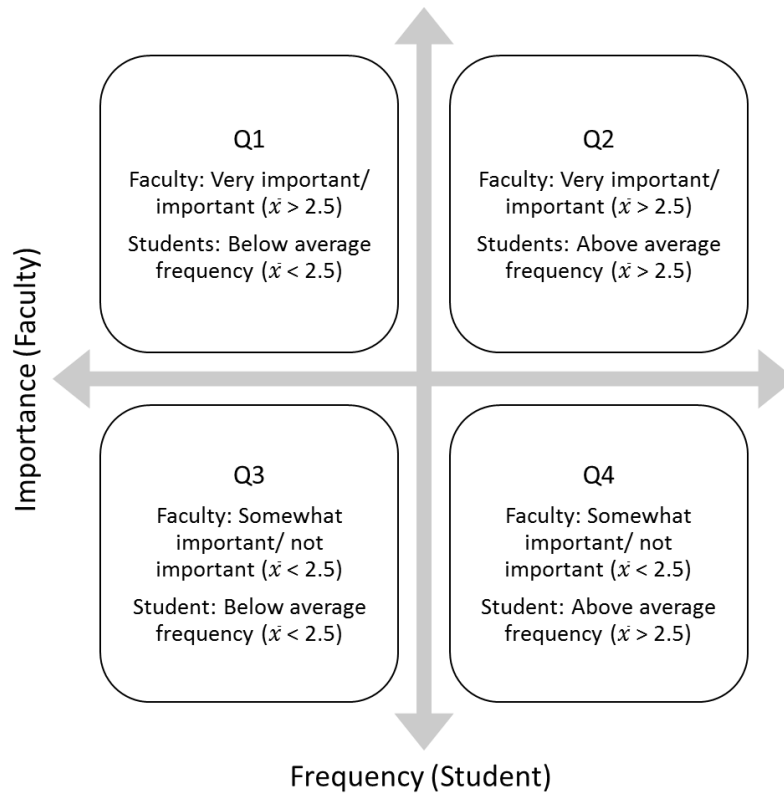 Q1
Faculty: Very important/
important (x̄ > 2.5)
Students: Below average
frequency (x̄ < 2.5)
Q2
Faculty: Very important/
important (x̄ > 2.5)
Students: Above average
frequency (x̄ > 2.5)
Importance (Faculty)
Q3
Faculty: Somewhat
important/ not
important (x̄ < 2.5)
Student: Below average
frequency (x̄ < 2.5)
Q4
Faculty: Somewhat
important/ not
important (x̄ < 2.5)
Student: Above average
frequency (x̄ > 2.5)
Frequency (Student)